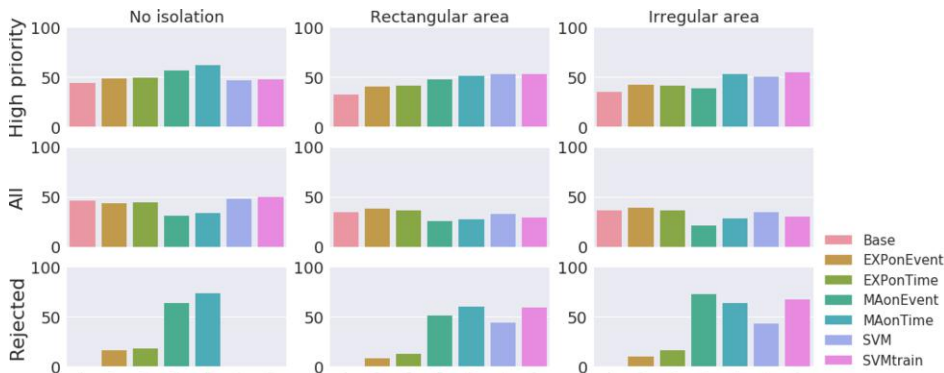 No isolation Rectangular area Irregular area
High priority
100 100 100
50 50 50
0 0 0
All
100 100 100
50 50 50
0 0 0
Rejected
100 100 100
50 50 50
0 0 0
Base
EXPonEvent
EXPonTime
MAonEvent
MAonTime
SVM
SVMtrain